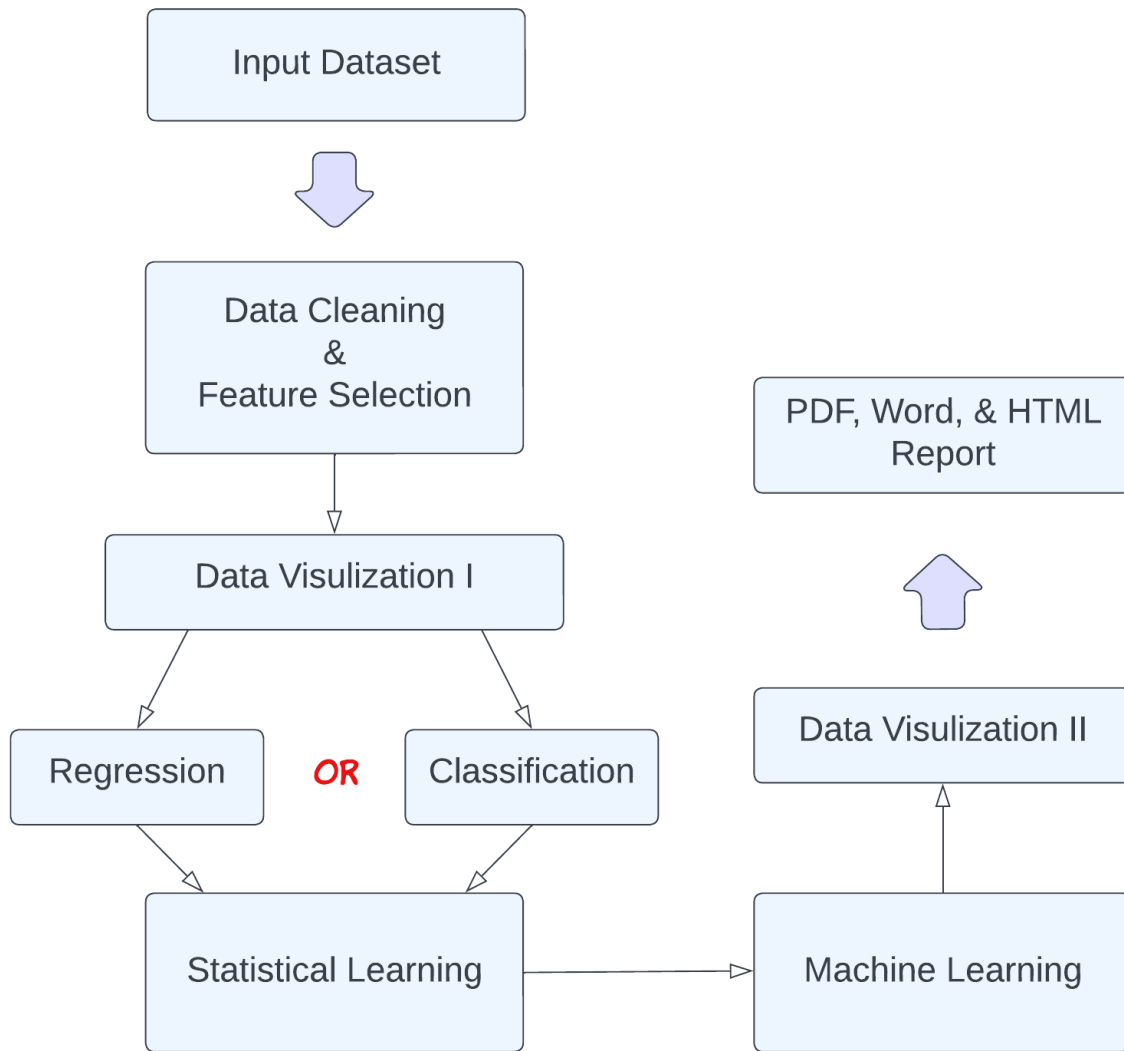 Input Dataset
Data Cleaning
&
Feature Selection
Data Visulization I
Regression
OR
Classification
Statistical Learning
Machine Learning
Data Visulization II
PDF, Word, & HTML
Report